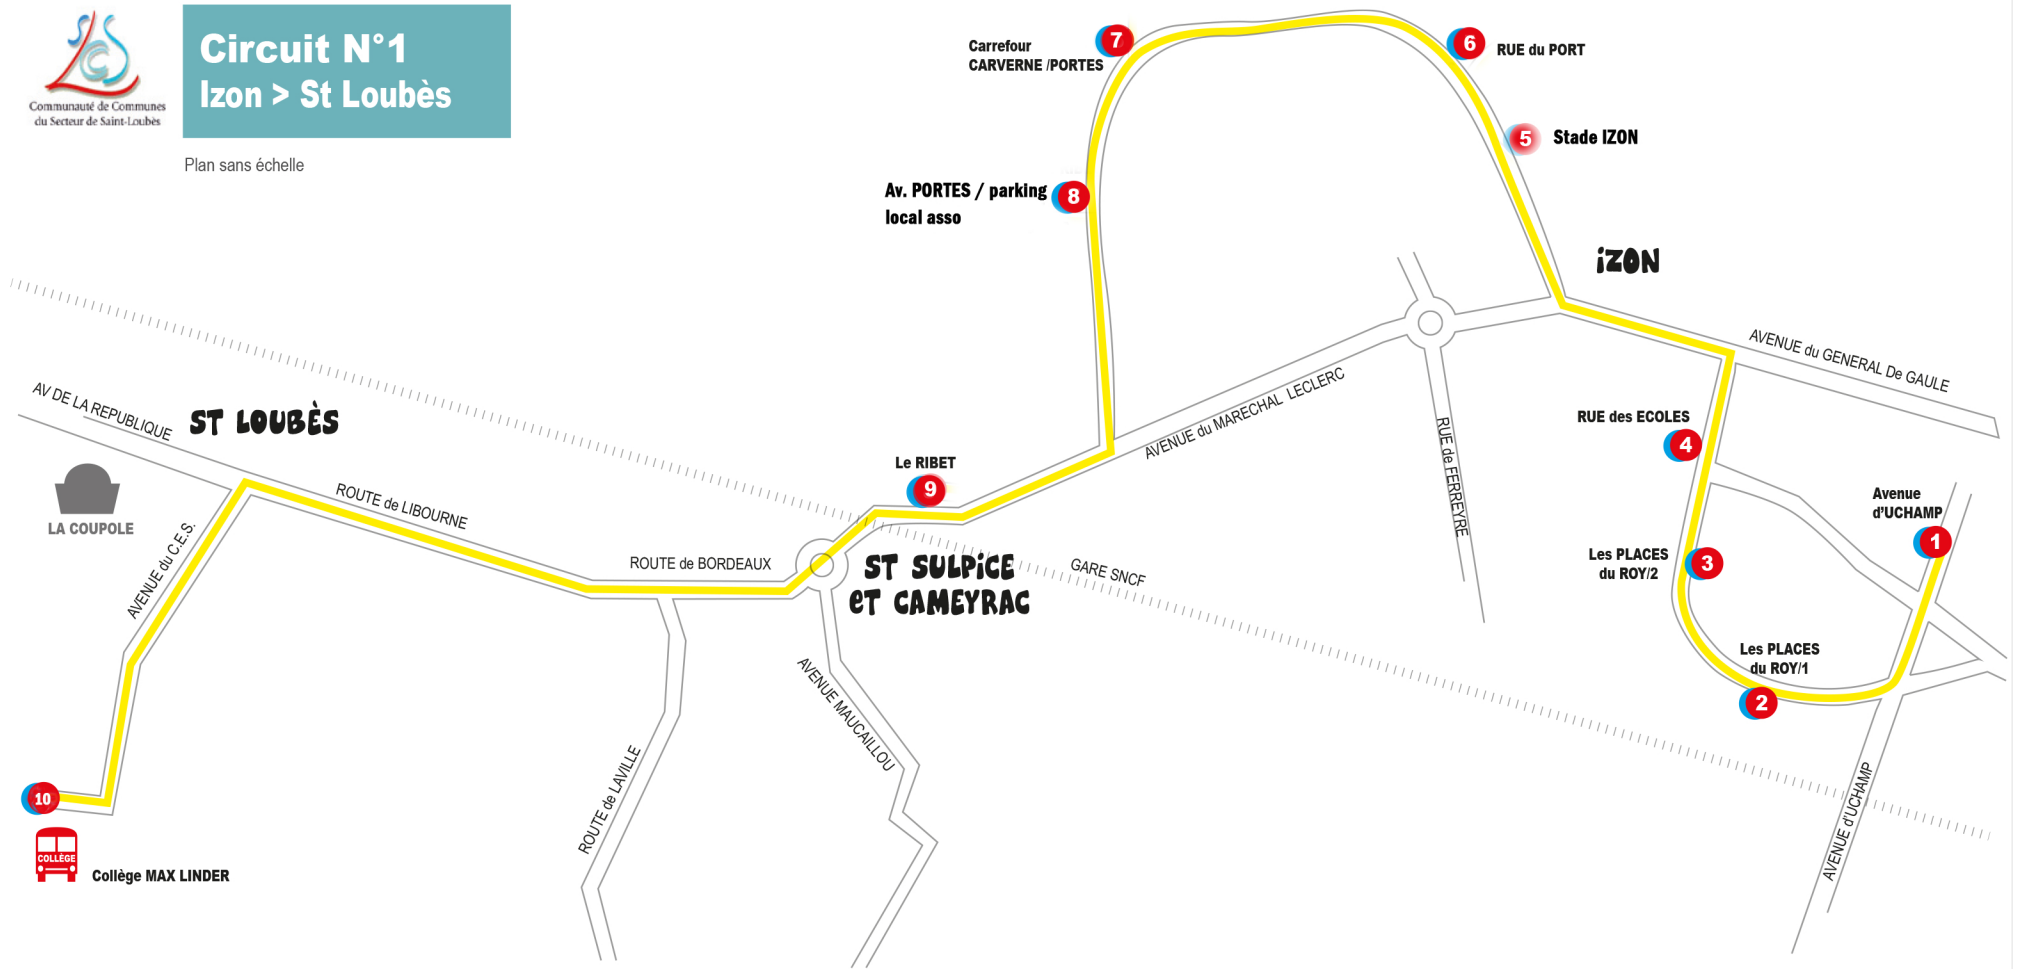 Communauté de Communes
du Secteur de Saint-Loubès
Circuit N°1
Izon > St Loubès
Plan sans échelle
Carrefour
CARVERNE /PORTES
7
6
RUE du PORT
5
Stade IZON
Av. PORTES / parking
local asso
8
iZON
AVENUE du GENERAL De GAULE
AV DE LA REPUBLIQUE
ST LOUBÈS
LA COUPOLE
AVENUE du C.E.S.
ROUTE de LIBOURNE
ROUTE de BORDEAUX
Le RIBET
9
AVENUE du MARECHAL LECLERC
RUE de FERREYRE
RUE des ECOLES
4
Avenue
d'UCHAMP
1
Les PLACES
du ROY/2
3
Les PLACES
du ROY/1
2
ST SULPiCE
eT CAMEYRAC
GARE SNCF
AVENUE MAUCAILLOU
ROUTE de LAVILLE
AVENUE d'UCHAMP
10
COLLÈGE
Collège MAX LINDER